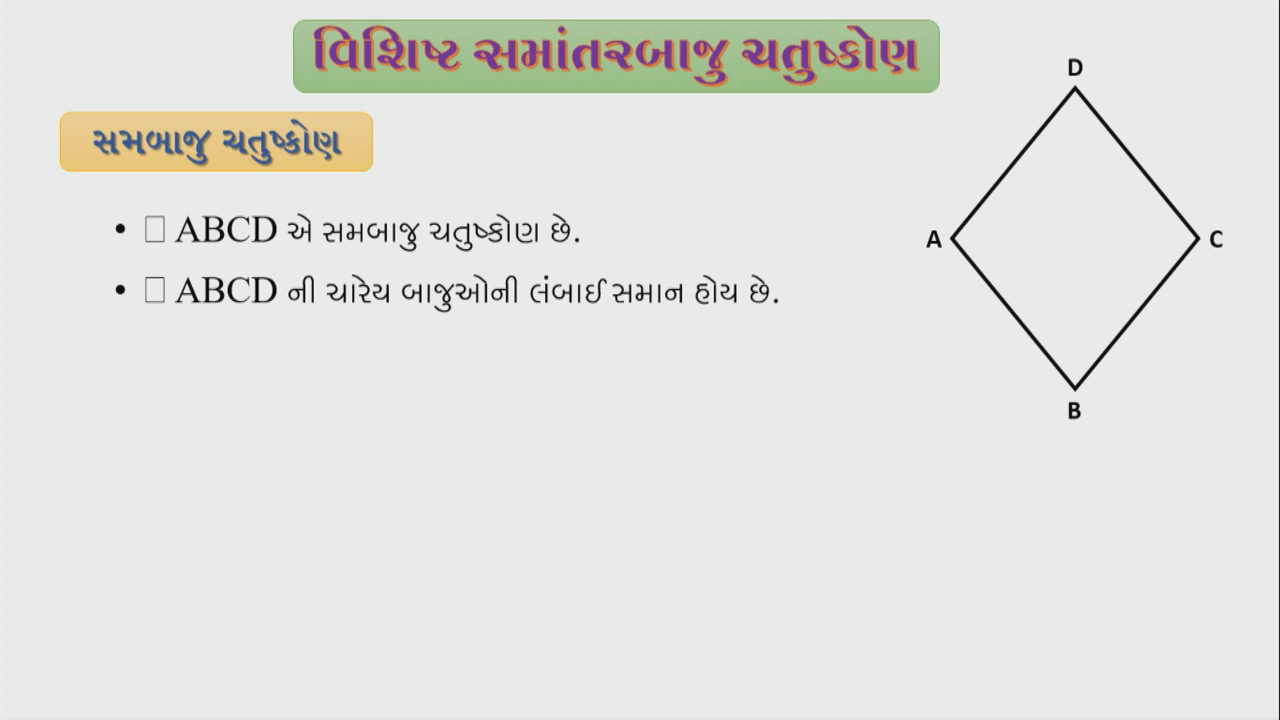 વિશિષ્ટ સમાંતરબાજુ ચતુષ્કોણ
સમબાજુ ચતુષ્કોણ
• □ ABCD એ સમબાજુ ચતુષ્કોણ છે.
• □ ABCD ની ચારેય બાજુઓની લંબાઈ સમાન હોય છે.
D
A
C
B